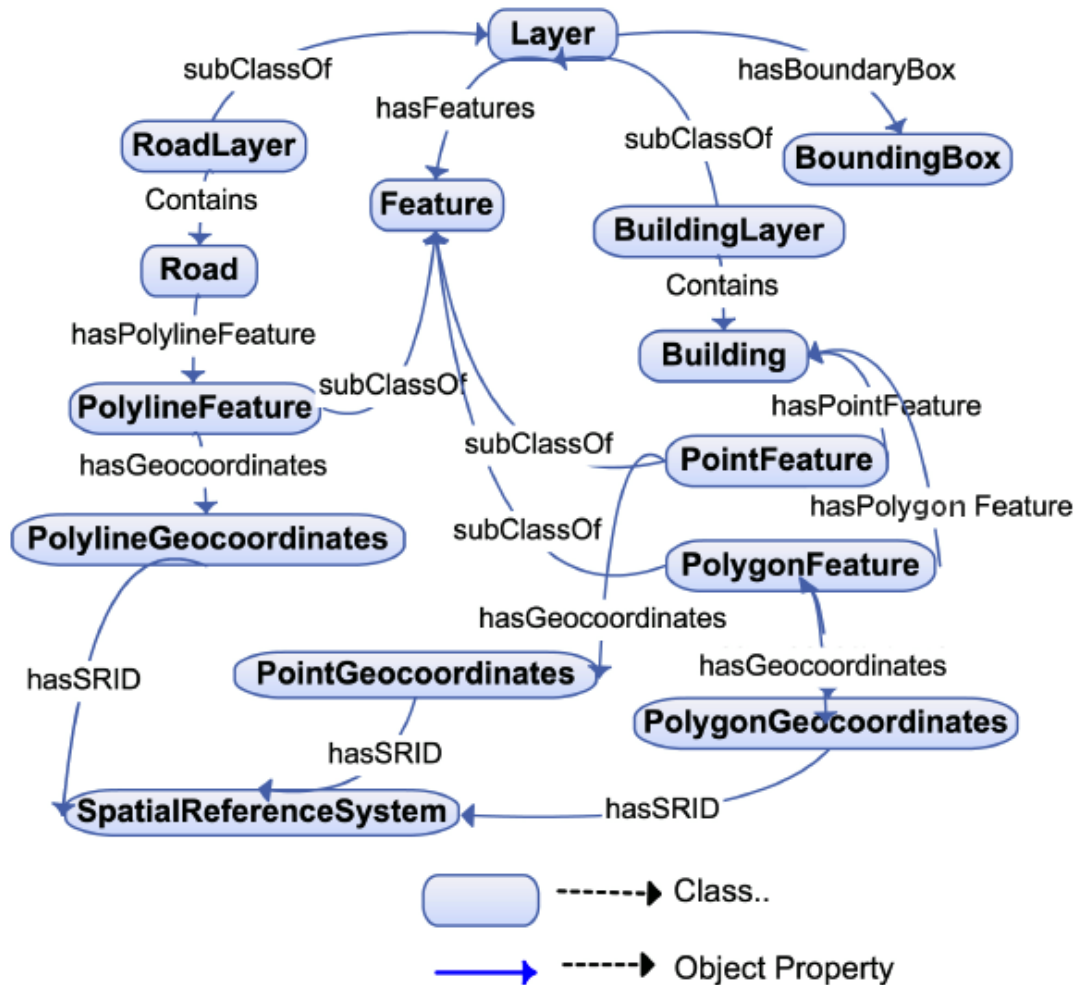 Layer
subClassOf
hasBoundaryBox
hasFeatures
RoadLayer
subClassOf
BoundingBox
Contains
Feature
BuildingLayer
Road
Contains
hasPolylineFeature
Building
subClassOf
PolylineFeature
hasPointFeature
subClassOf
hasGeocoordinates
PointFeature
hasPolygon Feature
subClassOf
PolylineGeocoordinates
PolygonFeature
hasGeocoordinates
hasGeocoordinates
hasSRID
PointGeocoordinates
PolygonGeocoordinates
hasSRID
SpatialReferenceSystem
hasSRID
Class..
Object Property